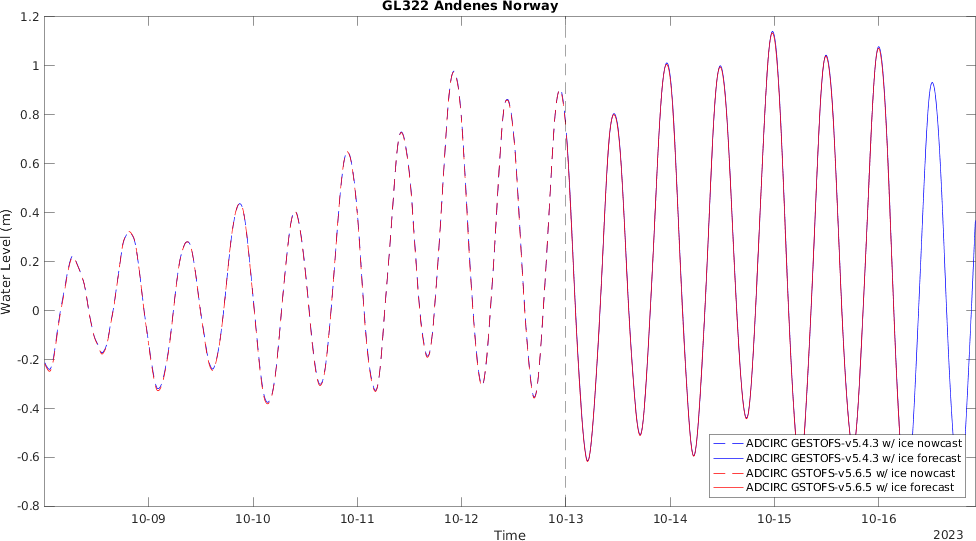 GL322 Andenes Norway
1.2
1
0.8
0.6
0.4
0.2
0
-0.2
-0.4
-0.6
-0.8
Water Level (m)
ADCIRC GESTOFS-v5.4.3 w/ ice nowcast
ADCIRC GESTOFS-v5.4.3 w/ ice forecast
ADCIRC GSTOFS-v5.6.5 w/ ice nowcast
ADCIRC GSTOFS-v5.6.5 w/ ice forecast
10-09 10-10 10-11 10-12 10-13 10-14 10-15 10-16
Time
2023